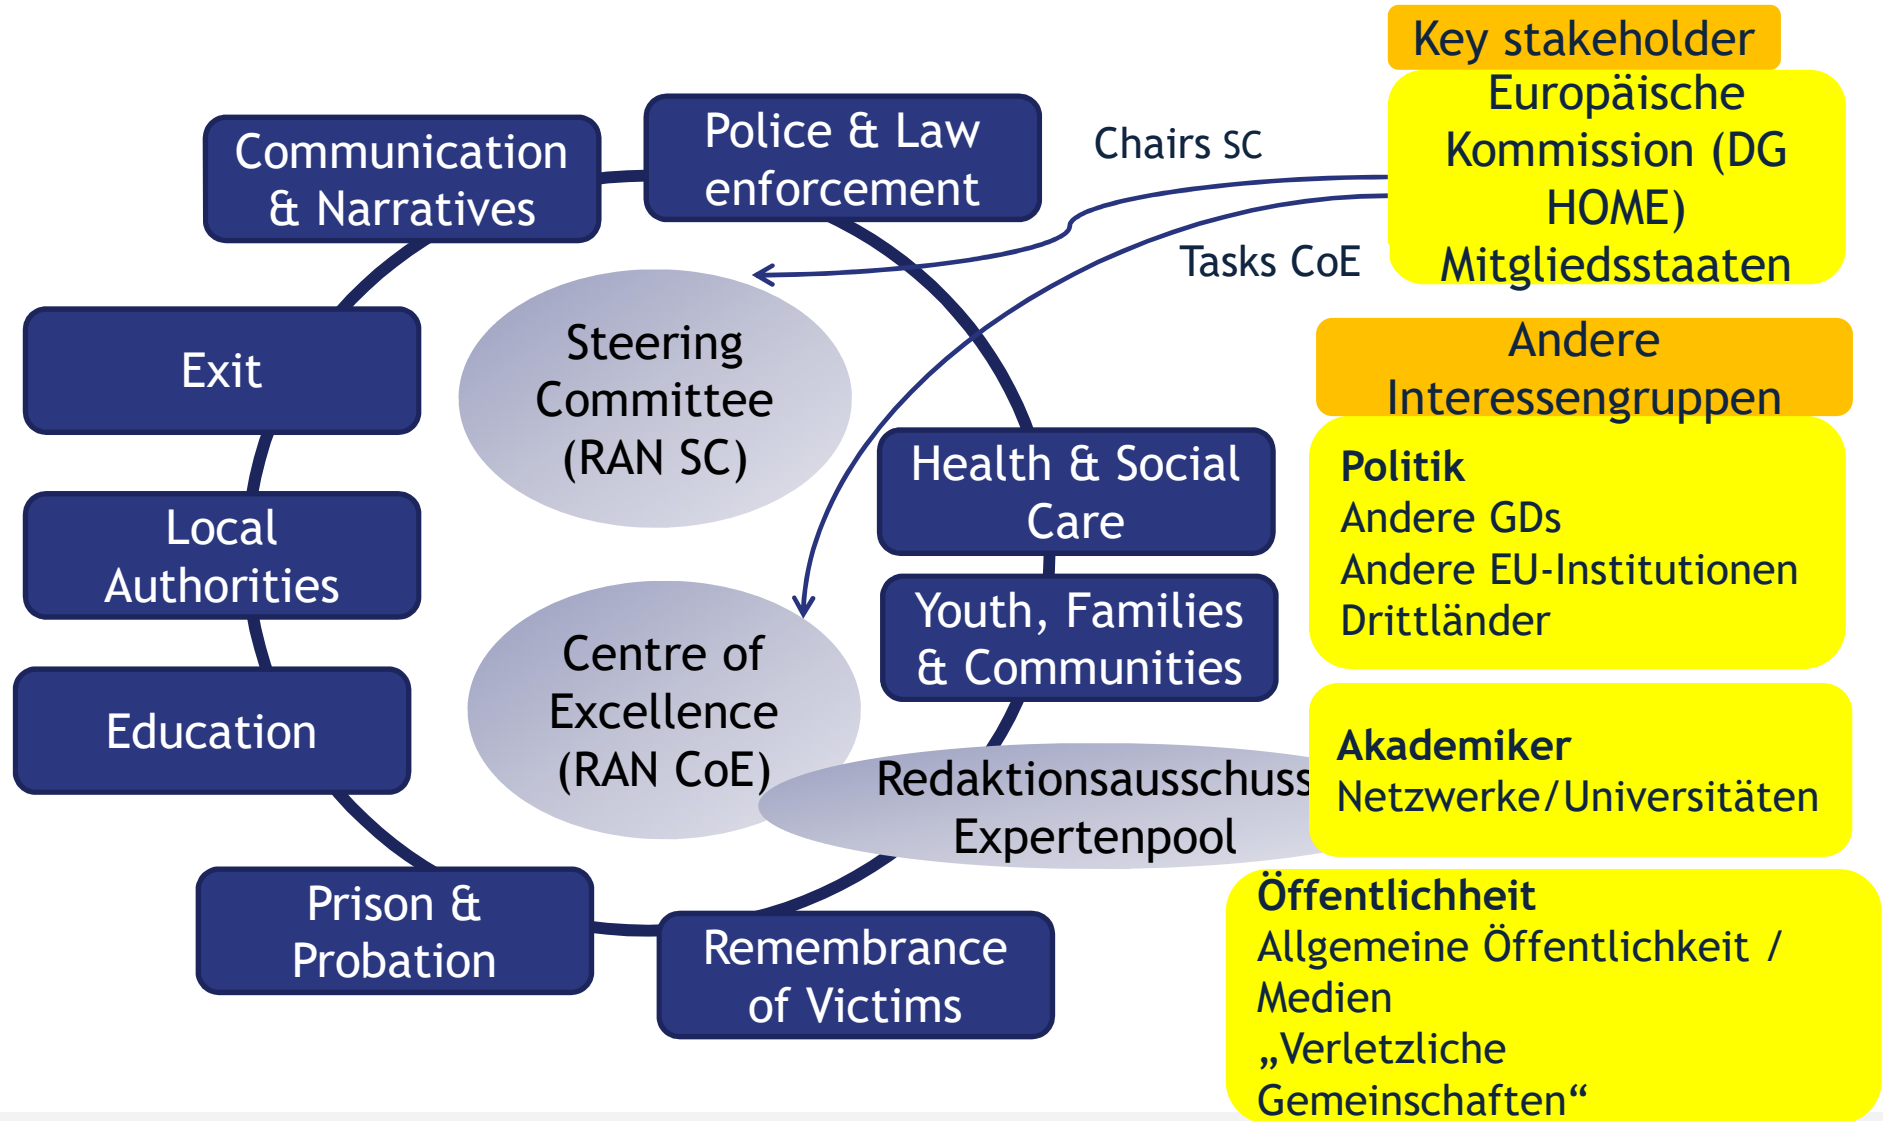 Key stakeholder
Europäische
Kommission (DG
HOME)
Mitgliedsstaaten
Chairs SC
Tasks CoE
Police & Law
enforcement
Communication
& Narratives
Exit
Local
Authorities
Education
Prison &
Probation
Remembrance
of Victims
Youth, Families
& Communities
Health & Social
Care
Steering
Committee
(RAN SC)
Centre of
Excellence
(RAN CoE)
Redaktionsausschuss
Expertenpool
Andere
Interessengruppen
Politik
Andere GDs
Andere EU-Institutionen
Drittländer
Akademiker
Netzwerke/Universitäten
Öffentlichheit
Allgemeine Öffentlichkeit /
Medien
„Verletzliche
Gemeinschaften“